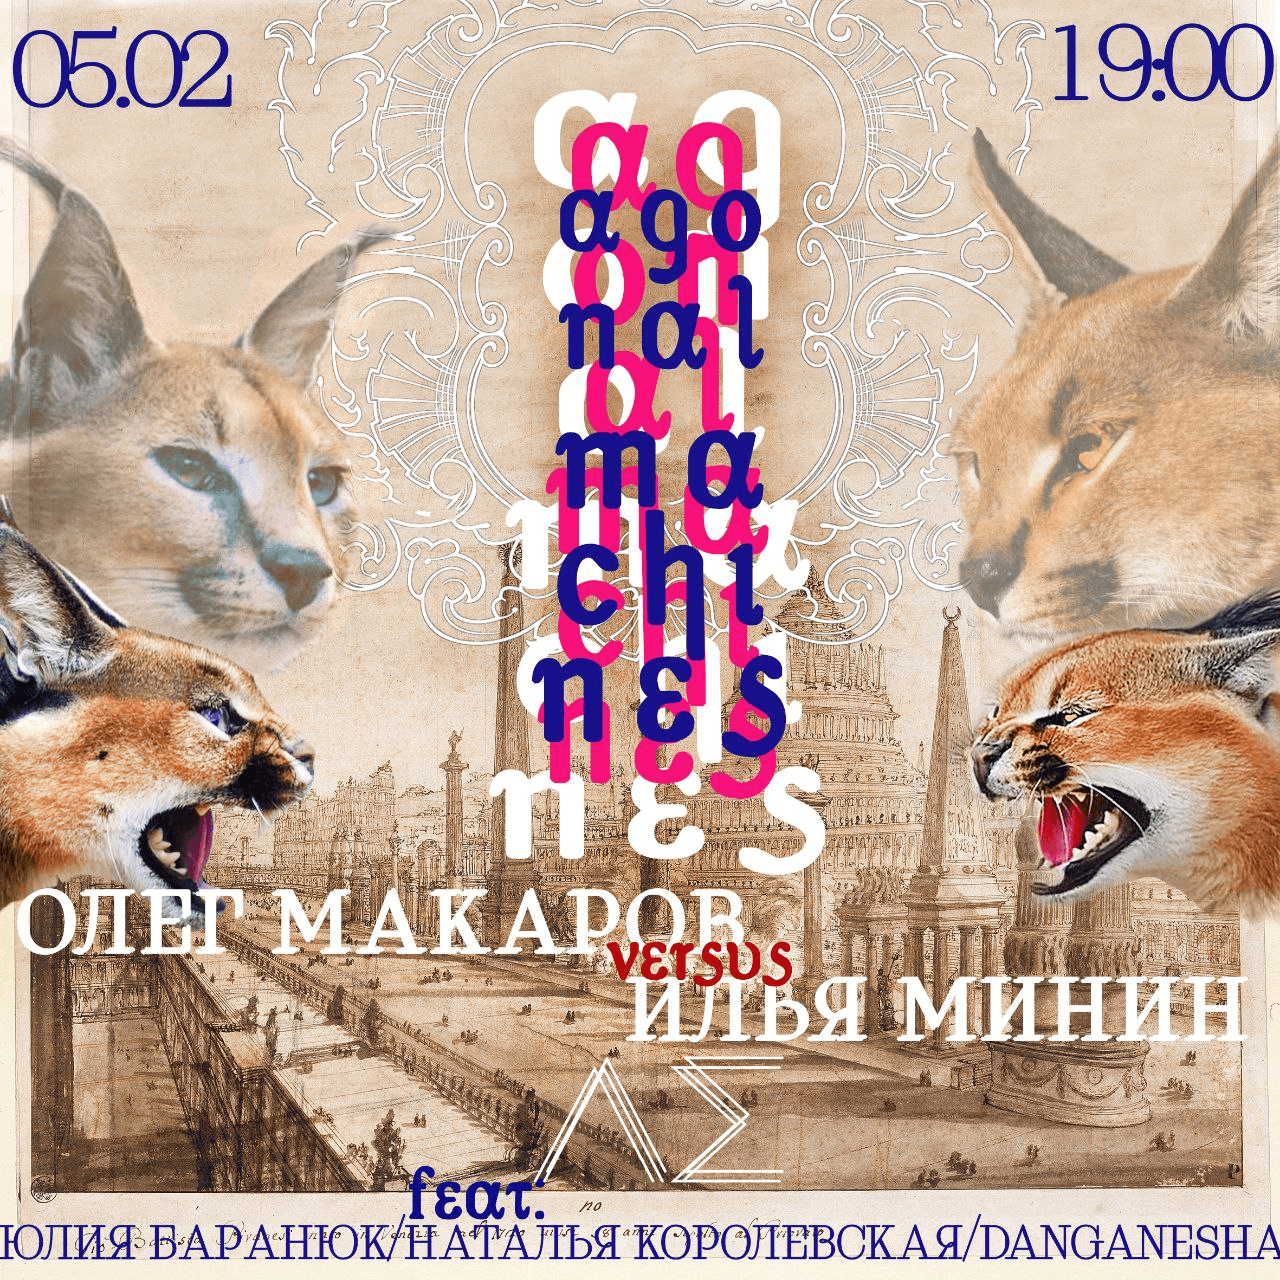 05.02
19:00
ago
nal
ma
chi
nes
ОЛЕГ МАКАРОВ
versus
ИЛЬЯ МИНИН
ΛΣ
feat.
no
ЮЛИЯ БАРАНЮК/НАТАЛЬЯ КОРОЛЕВСКАЯ/DANGANESHA